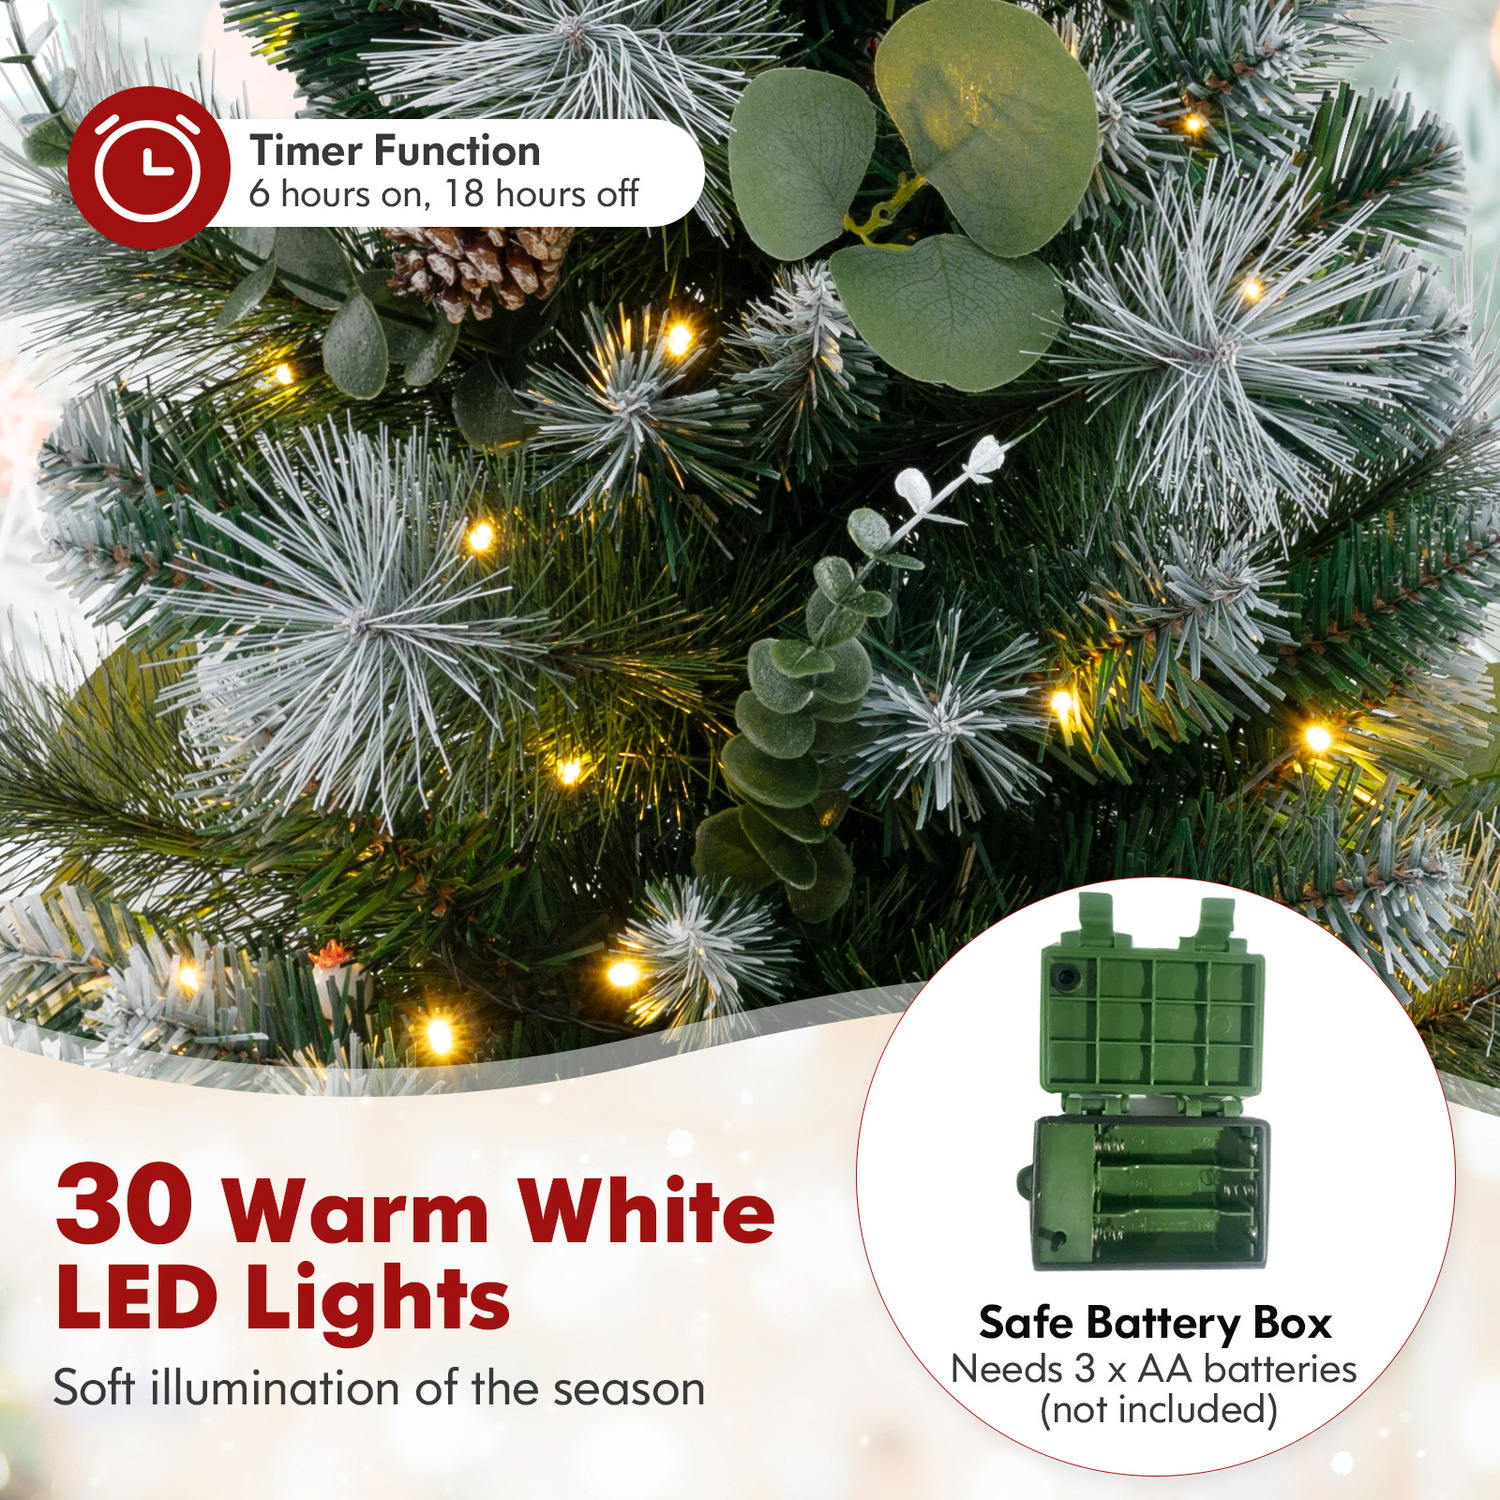 Timer Function
6 hours on, 18 hours off
30 Warm White
LED Lights
Soft illumination of the season
Safe Battery Box
Needs 3 x AA batteries
(not included)